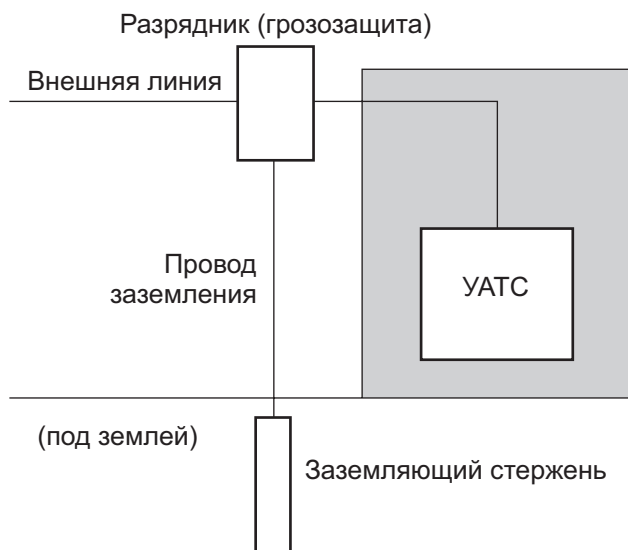 Разрядник (грозозащита)
Внешняя линия
Провод
заземления
УАТС
(под землей)
Заземляющий стержень